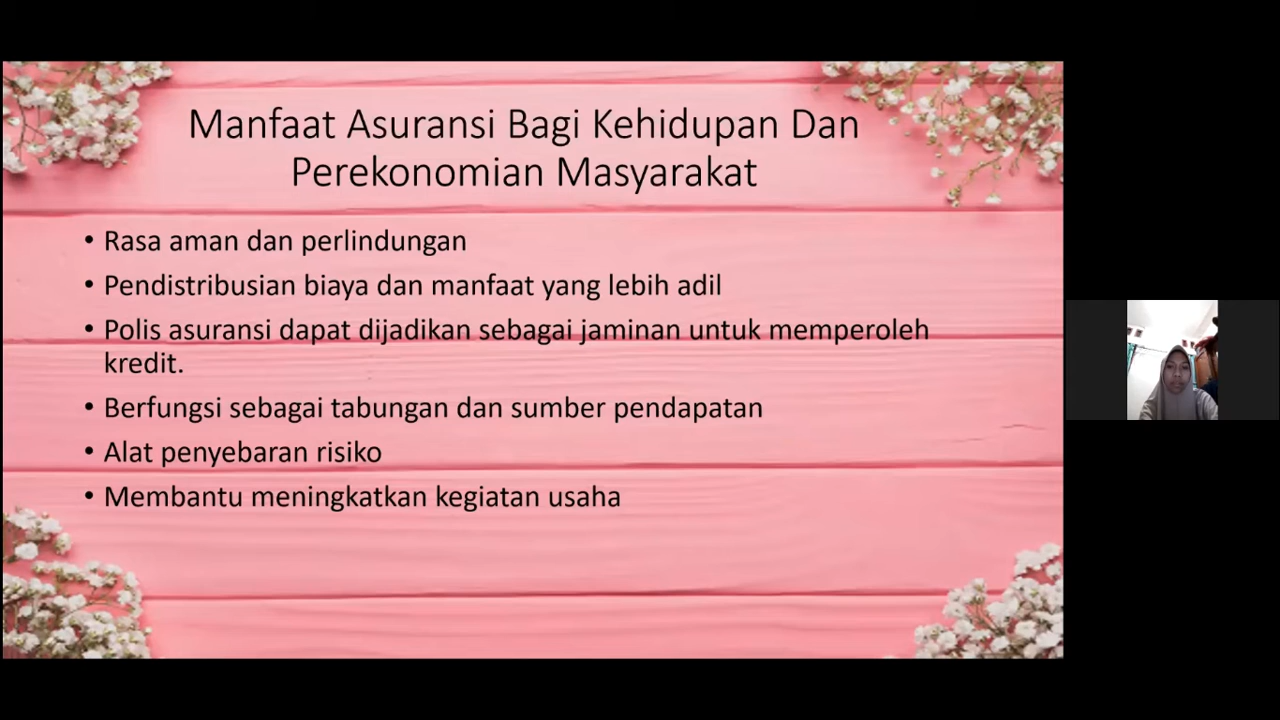 Manfaat Asuransi Bagi Kehidupan Dan
Perekonomian Masyarakat
• Rasa aman dan perlindungan
• Pendistribusian biaya dan manfaat yang lebih adil
• Polis asuransi dapat dijadikan sebagai jaminan untuk memperoleh
kredit.
• Berfungsi sebagai tabungan dan sumber pendapatan
• Alat penyebaran risiko
• Membantu meningkatkan kegiatan usaha